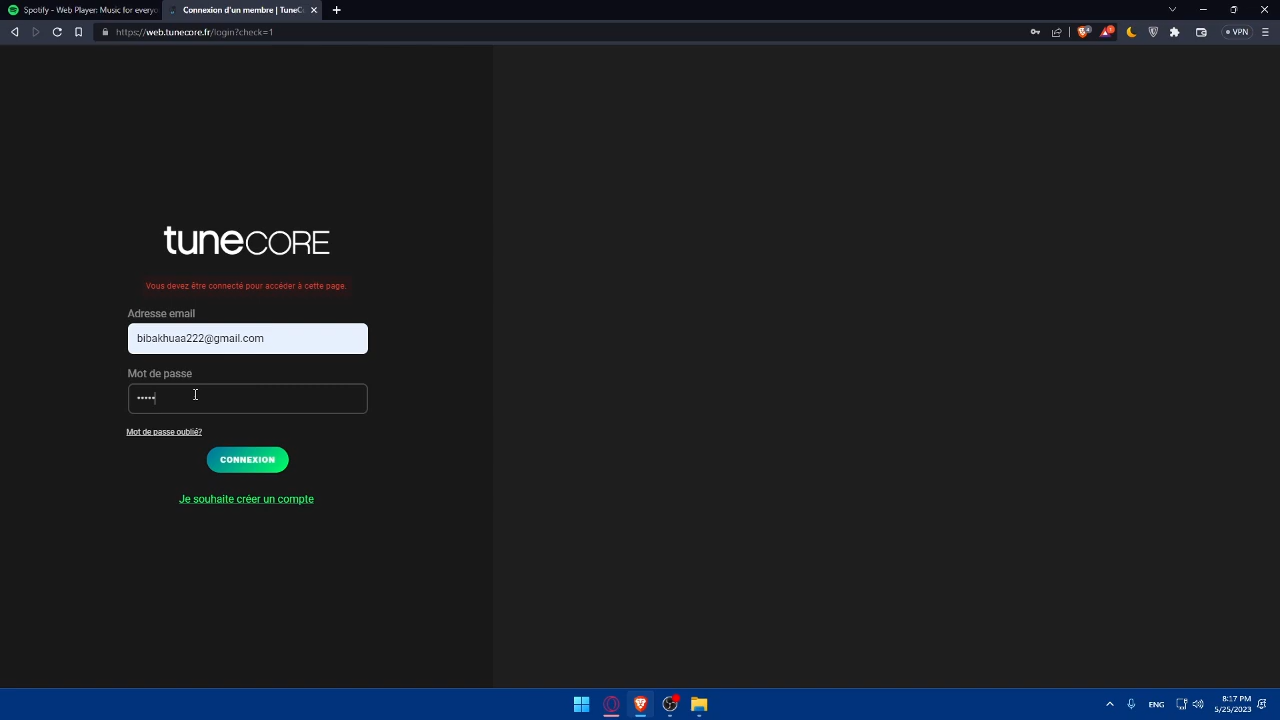 Spotify - Web Player: Music for everyo
Connexion d'un membre | TuneC
https://web.tunecore.fr/login?check=1
VPN
tuneCORE
Vous devez être connecté pour accéder à cette page.
Adresse email
bibakhuaa222@gmail.com
Mot de passe
•••••
Mot de passe oublié?
CONNEXION
Je souhaite créer un compte
ENG
8:17 PM
5/25/2023